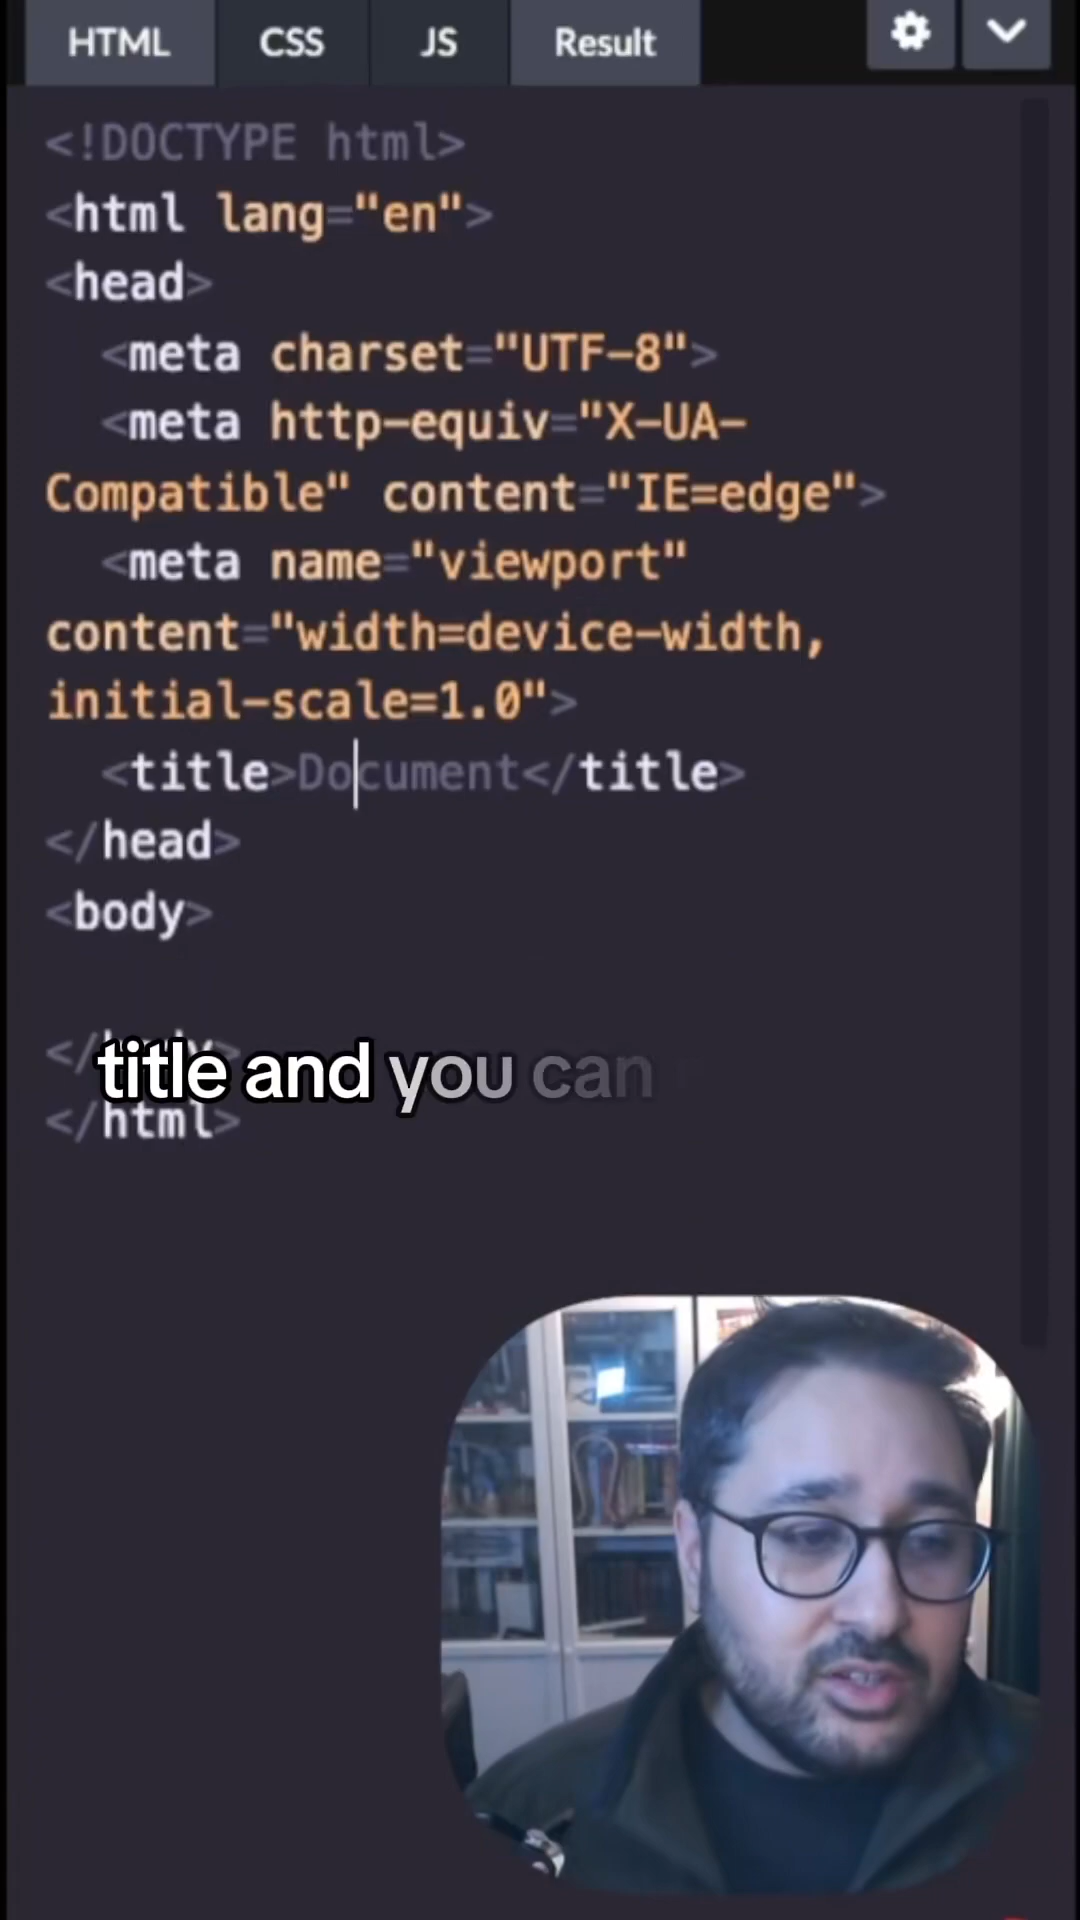 HTML CSS JS Result
<!DOCTYPE html>
<html lang="en">
<head>
<meta charset="UTF-8">
<meta http-equiv="X-UA-
Compatible" content="IE=edge">
<meta name="viewport"
content="width=device-width,
initial-scale=1.0">
<title>Document</title>
</head>
<body>
</body>
title and you can
</html>